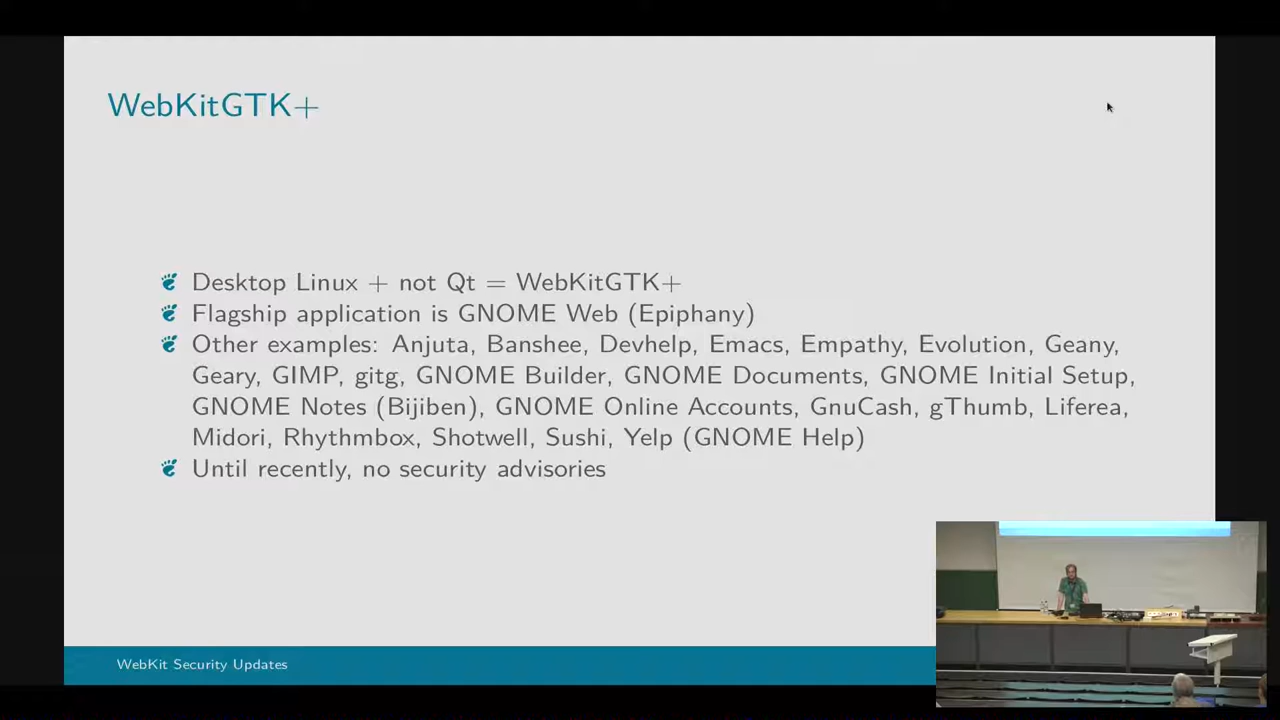 WebKitGTK+
Desktop Linux + not Qt = WebKitGTK+
Flagship application is GNOME Web (Epiphany)
Other examples: Anjuta, Banshee, Devhelp, Emacs, Empathy, Evolution, Geany,
Geary, GIMP, gitg, GNOME Builder, GNOME Documents, GNOME Initial Setup,
GNOME Notes (Bijiben), GNOME Online Accounts, GnuCash, gThumb, Liferea,
Midori, Rhythmbox, Shotwell, Sushi, Yelp (GNOME Help)
Until recently, no security advisories
WebKit Security Updates